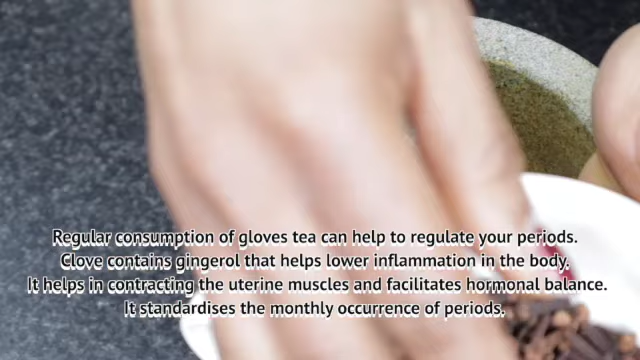 Regular consumption of gloves tea can help to regulate your periods.
Clove contains gingerol that helps lower inflammation in the body.
It helps in contracting the uterine muscles and facilitates hormonal balance.
It standardises the monthly occurrence of periods.